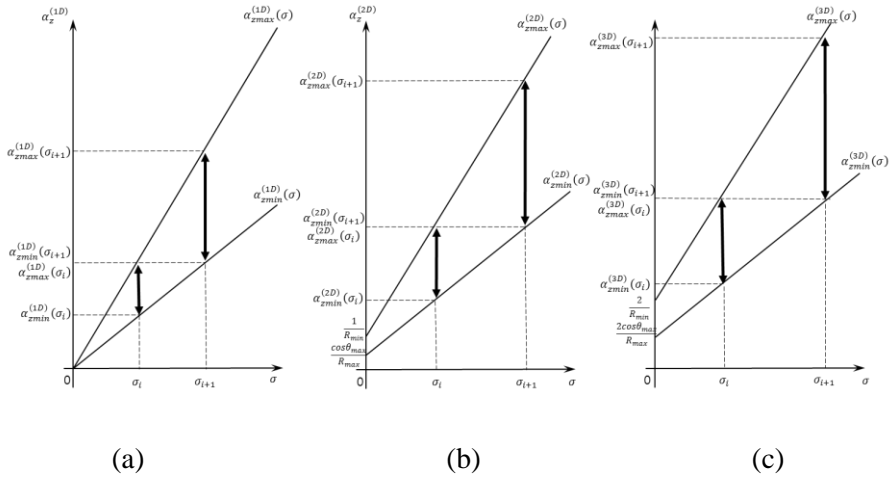 α_z^(1D)
α_zmax^(1D)(σ)
α_zmax^(1D)(σ_{i+1})
α_zmin^(1D)(σ)
α_zmin^(1D)(σ_{i+1})
α_zmax^(1D)(σ_i)
α_zmin^(1D)(σ_i)
0
σ_i
σ_{i+1}
σ
(a)
α_z^(2D)
α_zmax^(2D)(σ)
α_zmax^(2D)(σ_{i+1})
α_zmin^(2D)(σ)
α_zmin^(2D)(σ_{i+1})
α_zmax^(2D)(σ_i)
α_zmin^(2D)(σ_i)
1
R_min
cosθ_max
R_max
0
σ_i
σ_{i+1}
σ
(b)
α_zmax^(3D)(σ)
α_zmax^(3D)(σ_{i+1})
α_zmin^(3D)(σ)
α_zmin^(3D)(σ_{i+1})
α_zmax^(3D)(σ_i)
α_zmin^(3D)(σ_i)
2
R_min
2cosθ_max
R_max
0
σ_i
σ_{i+1}
σ
(c)